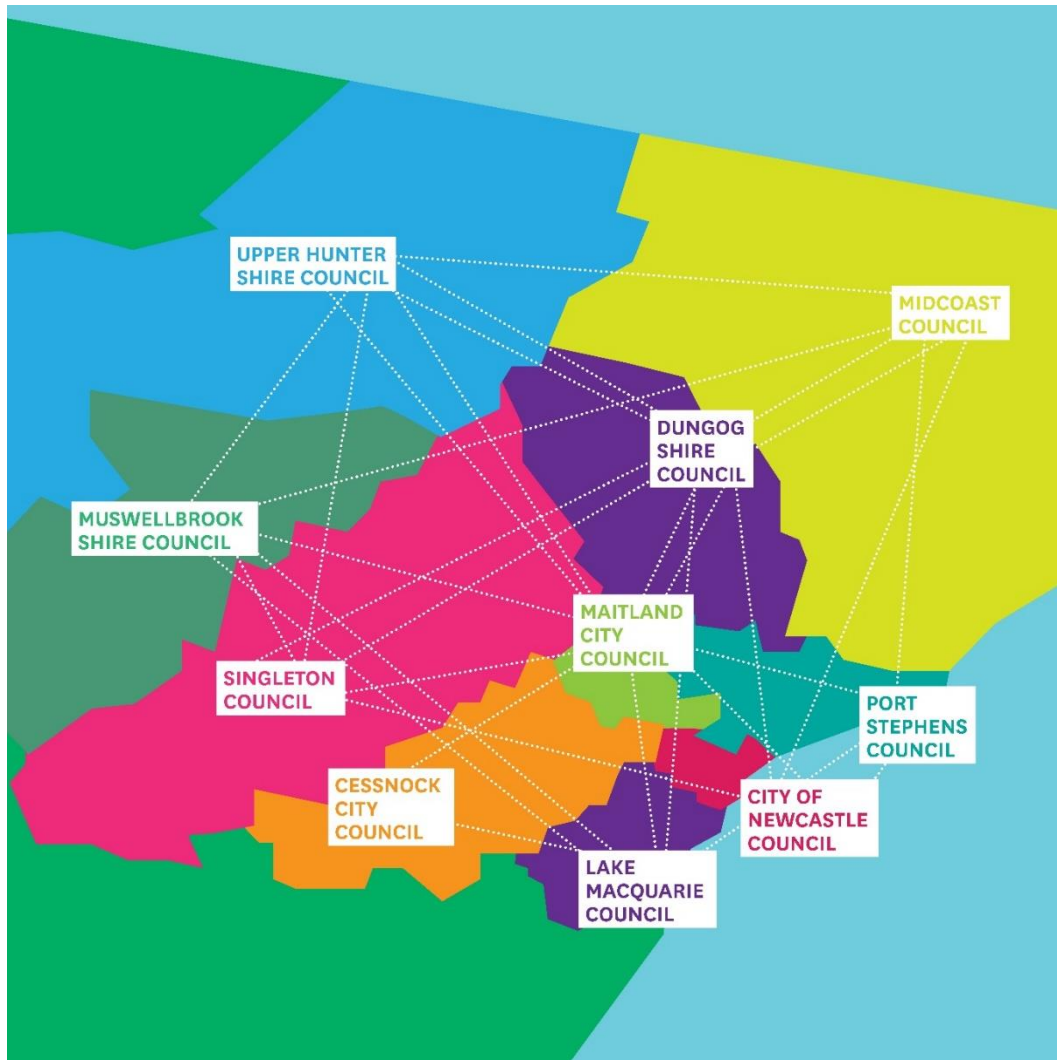 UPPER HUNTER
SHIRE COUNCIL
MIDCOAST
COUNCIL
DUNGOG
SHIRE
COUNCIL
MUSWELLBROOK
SHIRE COUNCIL
MAITLAND
CITY
COUNCIL
SINGLETON
COUNCIL
PORT
STEPHENS
COUNCIL
CESSNOCK
CITY
COUNCIL
CITY OF
NEWCASTLE
COUNCIL
LAKE
MACQUARIE
COUNCIL